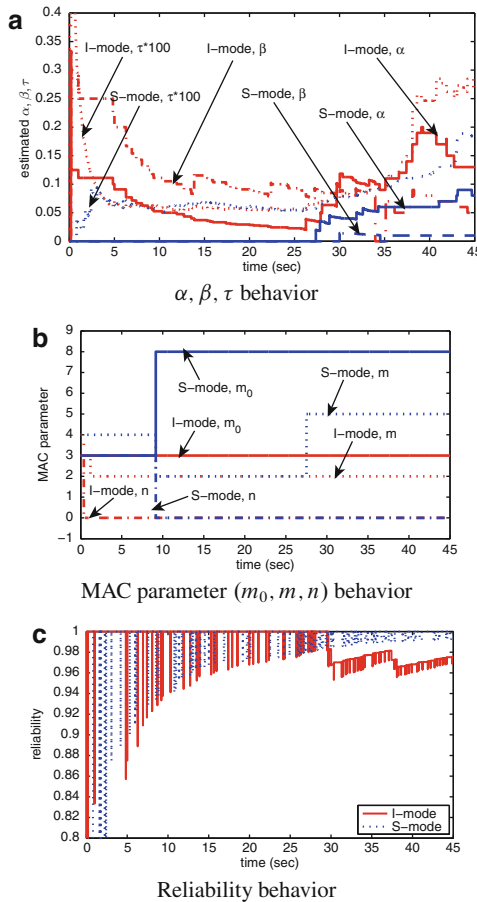 a
0.4
0.35
0.3
0.25
0.2
0.15
0.1
0.05
0
estimated α, β, τ
I−mode, τ*100
I−mode, β
I−mode, α
S−mode, τ*100
S−mode, β
S−mode, α
0 5 10 15 20 25 30 35 40 45
time (sec)
α, β, τ behavior
b
9
8
7
6
5
4
3
2
1
0
−1
MAC parameter
S−mode, m0
S−mode, m
I−mode, m0
I−mode, m
I−mode, n
S−mode, n
0 5 10 15 20 25 30 35 40 45
time (sec)
MAC parameter (m0, m, n) behavior
c
1
0.98
0.96
0.94
0.92
0.9
0.88
0.86
0.84
0.82
0.8
reliability
I−mode
S−mode
0 5 10 15 20 25 30 35 40 45
time (sec)
Reliability behavior